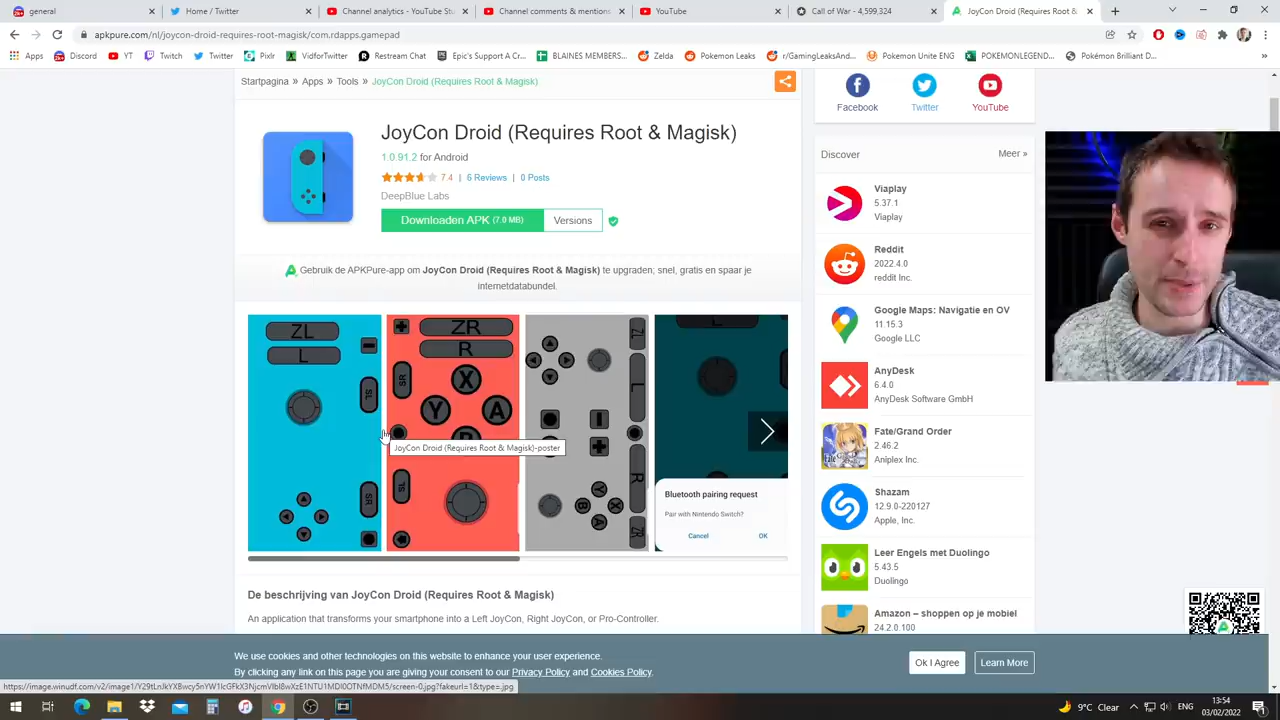 general
Home / Twitter
Channel analytics - YouTube Stu
Channel comments & mentions
YouTube
Call of War - 4,599,324
JoyCon Droid (Requires Root &
apkpure.com/nl/joycon-droid-requires-root-magisk/com.rdapps.gamepad
Apps
Discord
YT
Twitch
Twitter
Pixlr
VidforTwitter
Restream Chat
Epic's Support A Cr...
BLAINES MEMBERS...
Zelda
Pokemon Leaks
r/GamingLeaksAnd...
Pokemon Unite ENG
POKEMONLEGEND...
Pokémon Brilliant D...
Startpagina » Apps » Tools » JoyCon Droid (Requires Root & Magisk)
JoyCon Droid (Requires Root & Magisk)
1.0.91.2 for Android
7.4 | 6 Reviews | 0 Posts
DeepBlue Labs
Downloaden APK (7.0 MB)
Versions
Gebruik de APKPure-app om JoyCon Droid (Requires Root & Magisk) te upgraden; snel, gratis en spaar je
internetdatabundel.
ZL
L
SL
SR
ZR
R
SR
X
Y
A
B
SL
ZL
L
R
ZR
Y
X
B
A
L
Bluetooth pairing request
Pair with Nintendo Switch?
Cancel
OK
JoyCon Droid (Requires Root & Magisk)-poster
De beschrijving van JoyCon Droid (Requires Root & Magisk)
An application that transforms your smartphone into a Left JoyCon, Right JoyCon, or Pro-Controller.
Facebook
Twitter
YouTube
Discover
Meer »
Viaplay
5.37.1
Viaplay
Reddit
2022.4.0
reddit Inc.
Google Maps: Navigatie en OV
11.15.3
Google LLC
AnyDesk
6.4.0
AnyDesk Software GmbH
Fate/Grand Order
2.46.2
Aniplex Inc.
Shazam
12.9.0-220127
Apple, Inc.
Leer Engels met Duolingo
5.43.5
Duolingo
Amazon – shoppen op je mobiel
24.2.0.100
We use cookies and other technologies on this website to enhance your user experience.
By clicking any link on this page you are giving your consent to our Privacy Policy and Cookies Policy.
Ok I Agree
Learn More
9°C Clear
13:54
03/02/2022